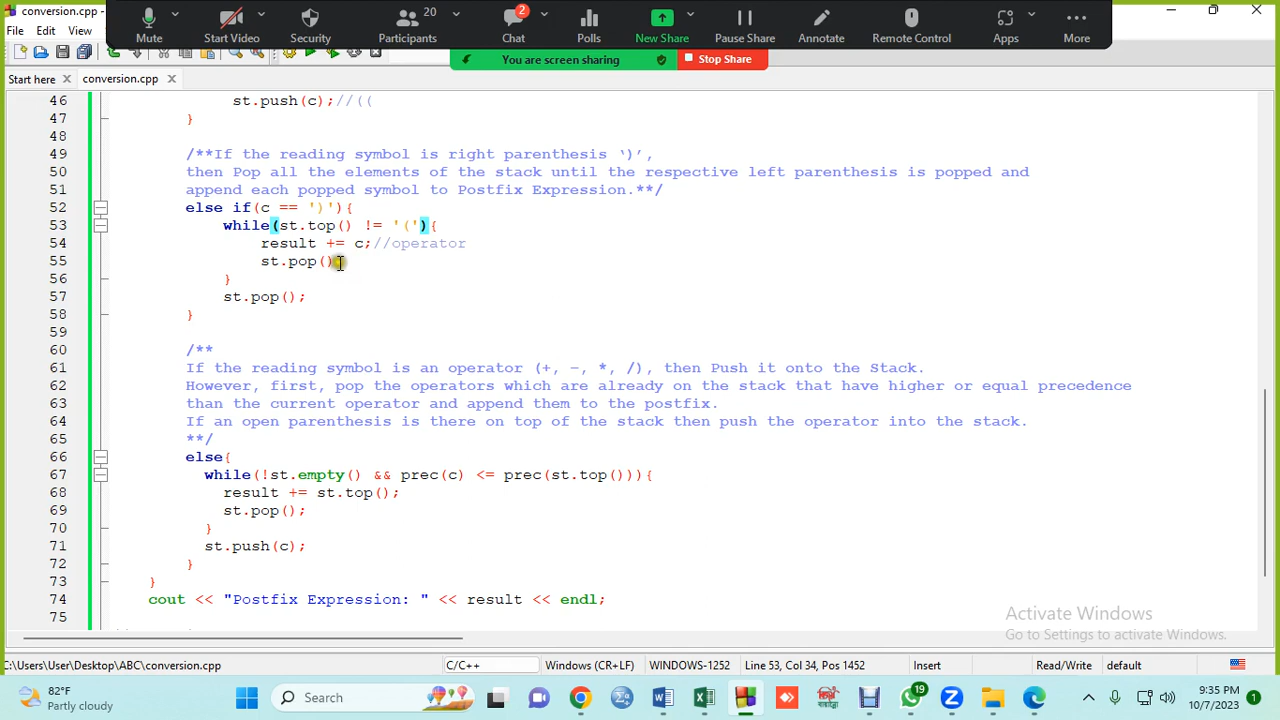 conversion.cpp -
File Edit View
Mute
Start Video
Security
20
Participants
2
Chat
Polls
New Share
Pause Share
Annotate
Remote Control
Apps
More
You are screen sharing
Stop Share
Start here
conversion.cpp
46 st.push(c);//((
47 }
48
49 /**If the reading symbol is right parenthesis ‘)’,
50 then Pop all the elements of the stack until the respective left parenthesis is popped and
51 append each popped symbol to Postfix Expression.**/
52 else if(c == ')'){
53 while(st.top() != '('){
54 result += c;//operator
55 st.pop()
56 }
57 st.pop();
58 }
59
60 /**
61 If the reading symbol is an operator (+, –, *, /), then Push it onto the Stack.
62 However, first, pop the operators which are already on the stack that have higher or equal precedence
63 than the current operator and append them to the postfix.
64 If an open parenthesis is there on top of the stack then push the operator into the stack.
65 **/
66 else{
67 while(!st.empty() && prec(c) <= prec(st.top())){
68 result += st.top();
69 st.pop();
70 }
71 st.push(c);
72 }
73 }
74 cout << "Postfix Expression: " << result << endl;
75
Activate Windows
Go to Settings to activate Windows.
C:\Users\User\Desktop\ABC\conversion.cpp
C/C++
Windows (CR+LF)
WINDOWS-1252
Line 53, Col 34, Pos 1452
Insert
Read/Write
default
82°F
Partly cloudy
Search
19
9:35 PM
10/7/2023
1